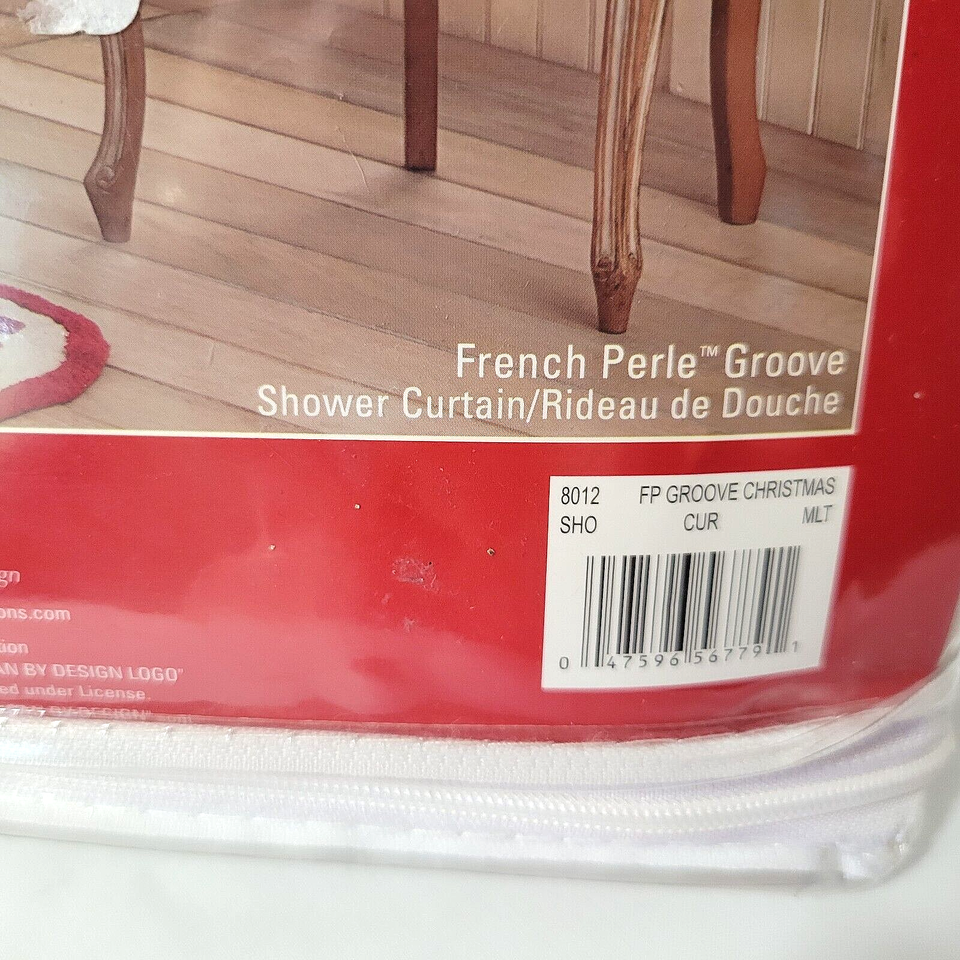 French Perle™ Groove
Shower Curtain/Rideau de Douche
8012 FP GROOVE CHRISTMAS
SHO CUR MLT
0 47596 56779 1
gn
ons.com
ion
AN BY DESIGN LOGO"
ed under License.